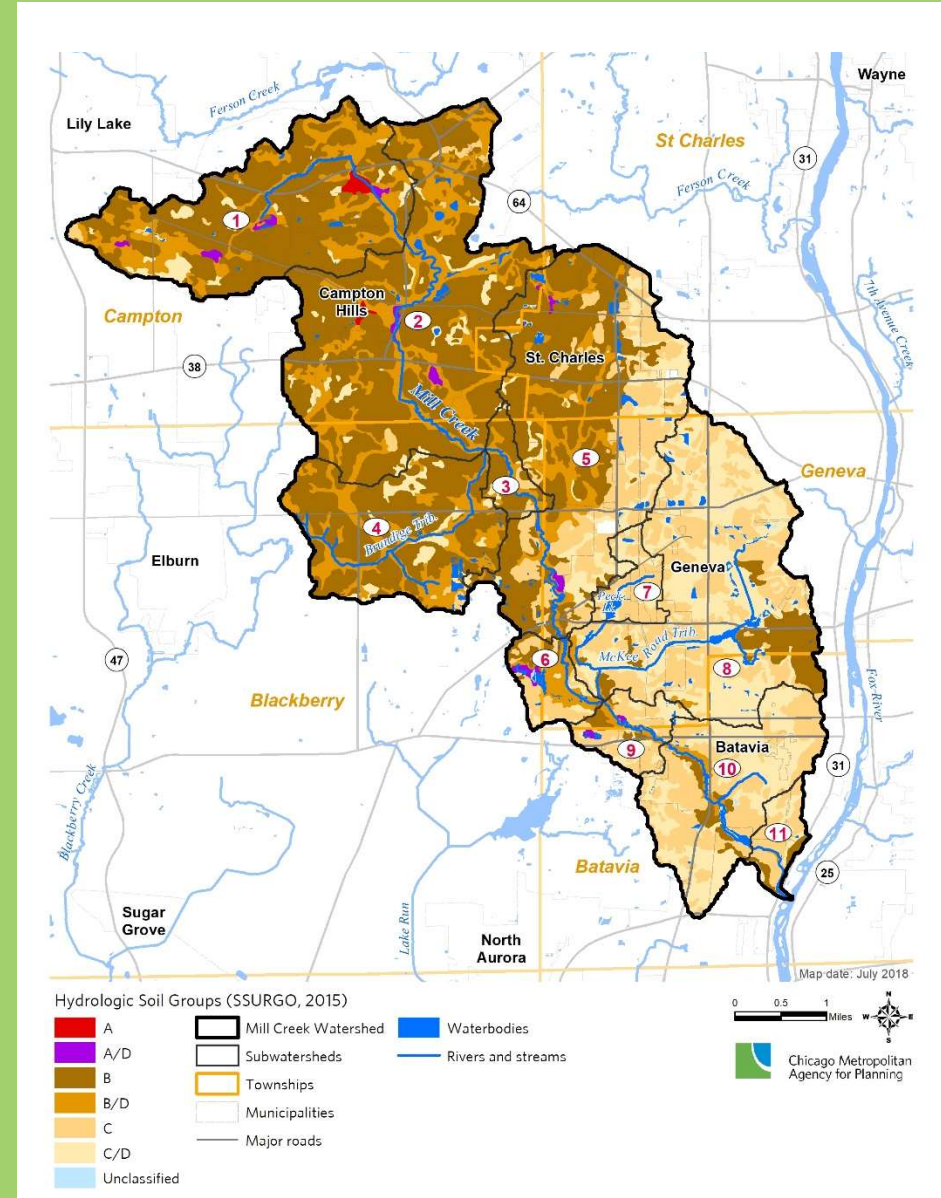 Wayne
Ferson Creek
Lily Lake
St Charles
31
Ferson Creek
64
1
7th Avenue Creek
Campton
Hills
Campton
2
St. Charles
38
Mill Creek
Geneva
5
3
4
Brundige Trib.
Elburn
Geneva
7
Peck
Lk.
McKee Road Trib.
47
6
8
Blackberry
Fox River
Batavia
9
10
31
Blackberry Creek
11
Batavia
25
Sugar
Grove
Lake Run
North
Aurora
Map date: July 2018
Hydrologic Soil Groups (SSURGO, 2015)
A
A/D
B
B/D
C
C/D
Unclassified
Mill Creek Watershed
Subwatersheds
Townships
Municipalities
Major roads
Waterbodies
Rivers and streams
0 0.5 1
Miles
N
W E
S
Chicago Metropolitan
Agency for Planning